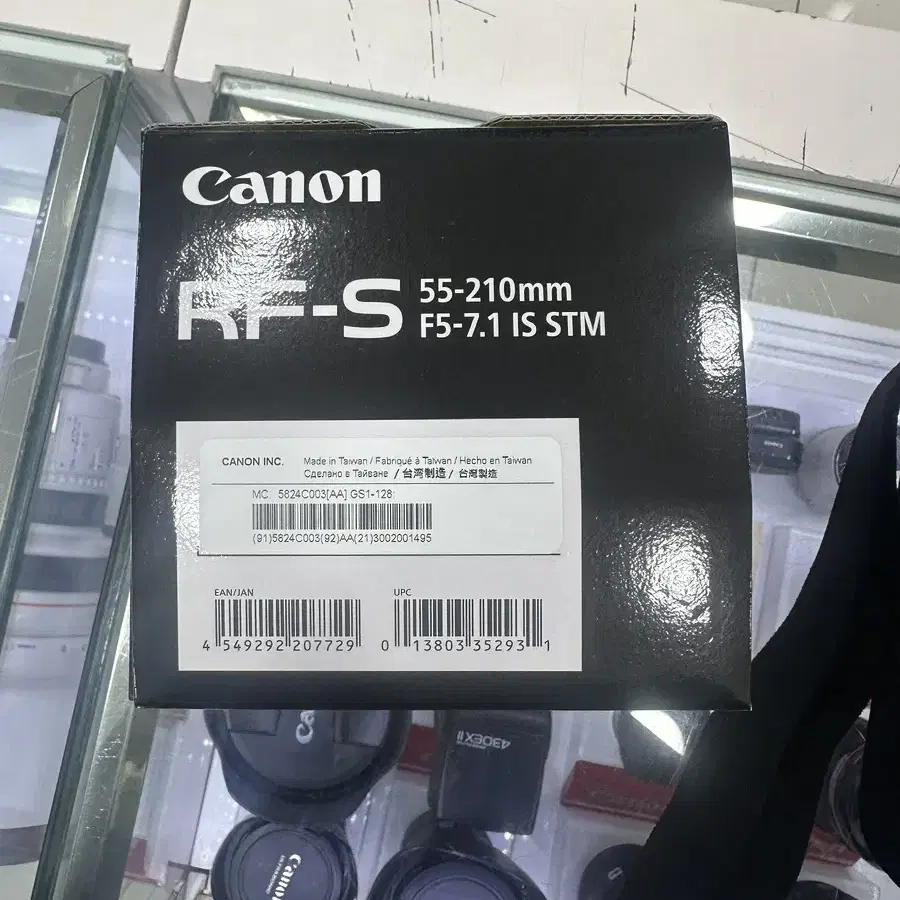 Canon
RF-S 55-210mm
F5-7.1 IS STM
CANON INC. Made in Taiwan / Fabriqué à Taïwan / Hecho en Taiwan
Сделано в Тайване / 台湾制造 / 台灣製造
MC: 5824C003[AA] GS1-128:
(91)5824C003(92)AA(21)3002001495
EAN/JAN
4 549292 207729
UPC
0 13803 35293 1
430EX II
Canon